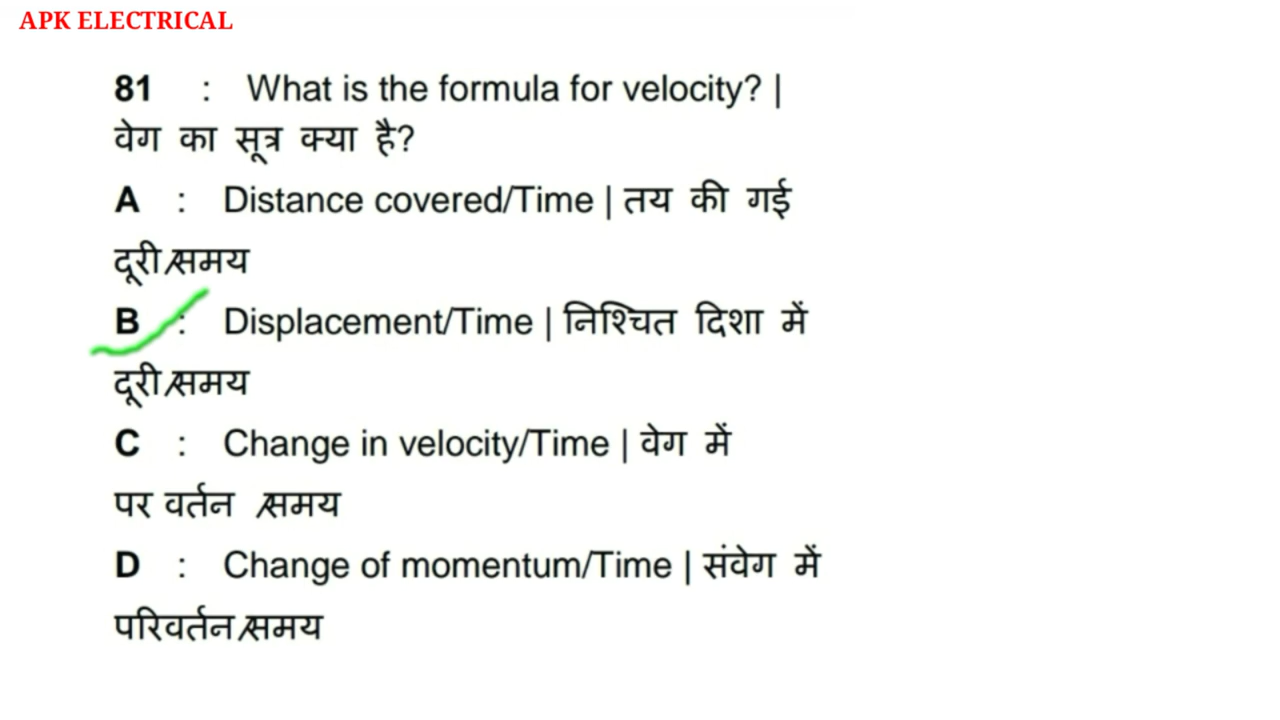 APK ELECTRICAL
81 : What is the formula for velocity? |
वेग का सूत्र क्या है?
A : Distance covered/Time | तय की गई
दूरी/समय
B : Displacement/Time | निश्चित दिशा में
दूरी/समय
C : Change in velocity/Time | वेग में
पर वर्तन /समय
D : Change of momentum/Time | संवेग में
परिवर्तन/समय